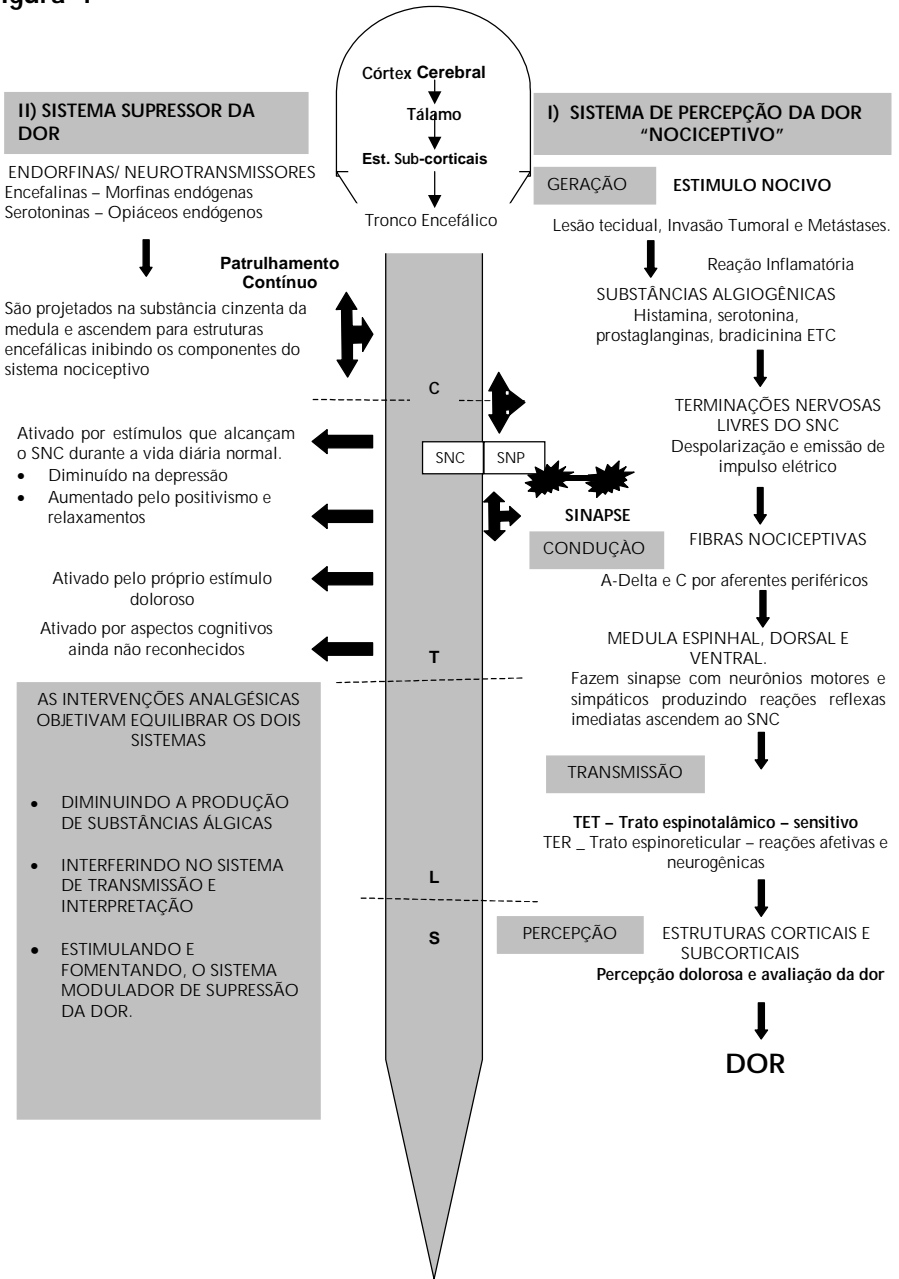 Córtex Cerebral
Tálamo
Est. Sub-corticais
Tronco Encefálico
II) SISTEMA SUPRESSOR DA
DOR
ENDORFINAS/ NEUROTRANSMISSORES
Encefalinas – Morfinas endógenas
Serotoninas – Opiáceos endógenos
Patrulhamento
Contínuo
São projetados na substância cinzenta da
medula e ascendem para estruturas
encefálicas inibindo os componentes do
sistema nociceptivo
Ativado por estímulos que alcançam
o SNC durante a vida diária normal.
• Diminuído na depressão
• Aumentado pelo positivismo e
relaxamentos
Ativado pelo próprio estímulo
doloroso
Ativado por aspectos cognitivos
ainda não reconhecidos
AS INTERVENÇÕES ANALGÉSICAS
OBJETIVAM EQUILIBRAR OS DOIS
SISTEMAS
• DIMINUINDO A PRODUÇÃO
DE SUBSTÂNCIAS ÁLGICAS
• INTERFERINDO NO SISTEMA
DE TRANSMISSÃO E
INTERPRETAÇÃO
• ESTIMULANDO E
FOMENTANDO, O SISTEMA
MODULADOR DE SUPRESSÃO
DA DOR.
C
SNC
SNP
SINAPSE
T
L
S
I) SISTEMA DE PERCEPÇÃO DA DOR
“NOCICEPTIVO”
GERAÇÃO
ESTIMULO NOCIVO
Lesão tecidual, Invasão Tumoral e Metástases.
Reação Inflamatória
SUBSTÂNCIAS ALGIOGÊNICAS
Histamina, serotonina,
prostaglanginas, bradicinina ETC
TERMINAÇÕES NERVOSAS
LIVRES DO SNC
Despolarização e emissão de
impulso elétrico
CONDUÇÀO
FIBRAS NOCICEPTIVAS
A-Delta e C por aferentes periféricos
MEDULA ESPINHAL, DORSAL E
VENTRAL.
Fazem sinapse com neurônios motores e
simpáticos produzindo reações reflexas
imediatas ascendem ao SNC
TRANSMISSÃO
TET – Trato espinotalâmico – sensitivo
TER _ Trato espinoreticular – reações afetivas e
neurogênicas
PERCEPÇÃO
ESTRUTURAS CORTICAIS E
SUBCORTICAIS
Percepção dolorosa e avaliação da dor
DOR